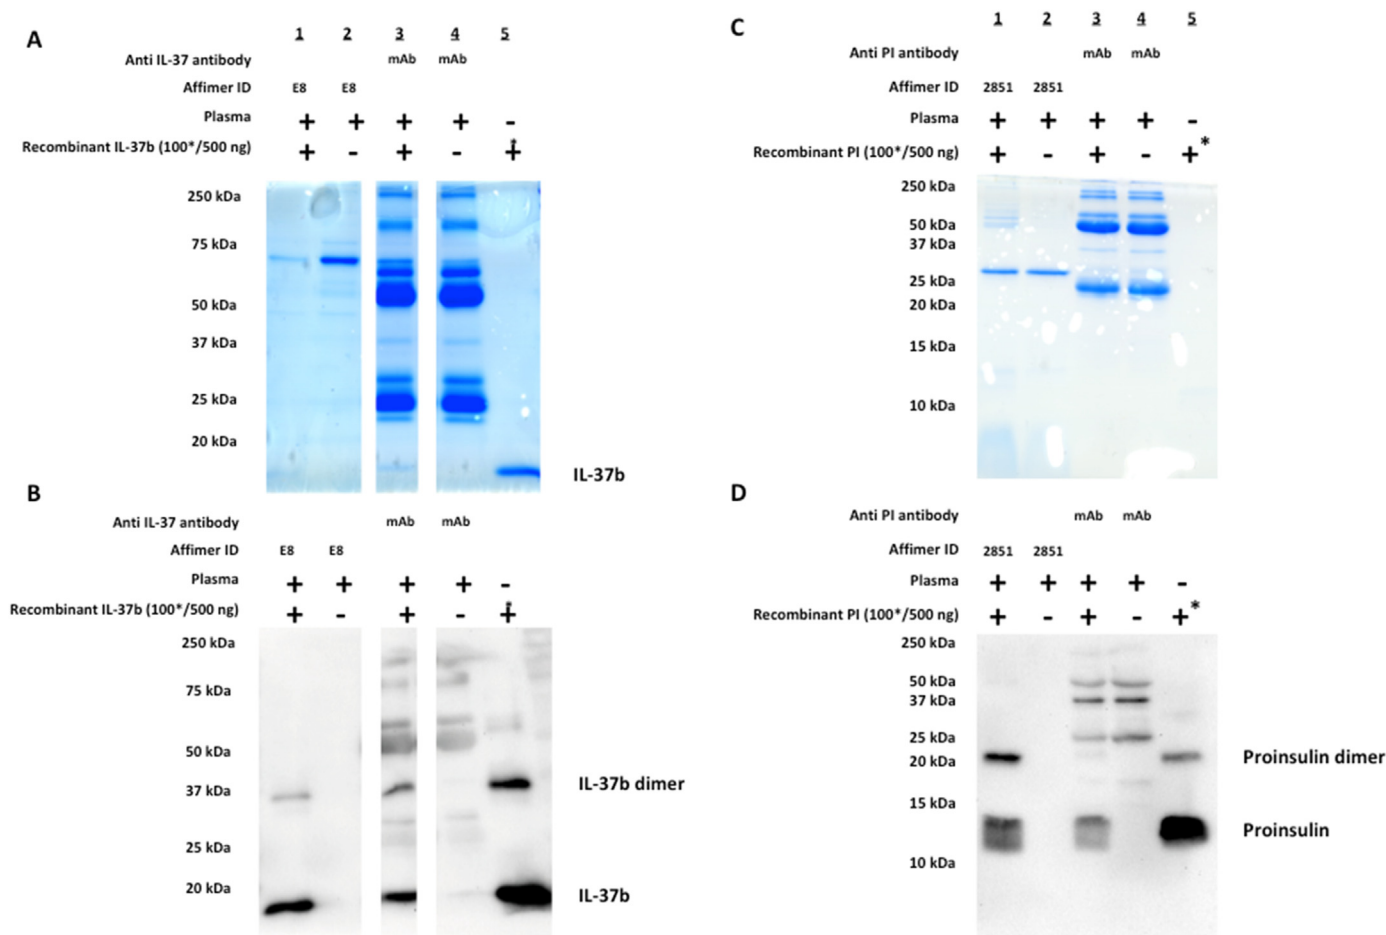 A
1 2 3 4 5
Anti IL-37 antibody mAb mAb
Affimer ID E8 E8
Plasma + + + + -
Recombinant IL-37b (100*/500 ng) + - + - +*
250 kDa
75 kDa
50 kDa
37 kDa
25 kDa
20 kDa
IL-37b
B
Anti IL-37 antibody mAb mAb
Affimer ID E8 E8
Plasma + + + + -
Recombinant IL-37b (100*/500 ng) + - + - +*
250 kDa
75 kDa
50 kDa
37 kDa IL-37b dimer
25 kDa
20 kDa IL-37b
C
1 2 3 4 5
Anti PI antibody mAb mAb
Affimer ID 2851 2851
Plasma + + + + -
Recombinant PI (100*/500 ng) + - + - +*
250 kDa
50 kDa
37 kDa
25 kDa
20 kDa
15 kDa
10 kDa
D
Anti PI antibody mAb mAb
Affimer ID 2851 2851
Plasma + + + + -
Recombinant PI (100*/500 ng) + - + - +*
250 kDa
50 kDa
37 kDa
25 kDa
20 kDa Proinsulin dimer
15 kDa
Proinsulin
10 kDa